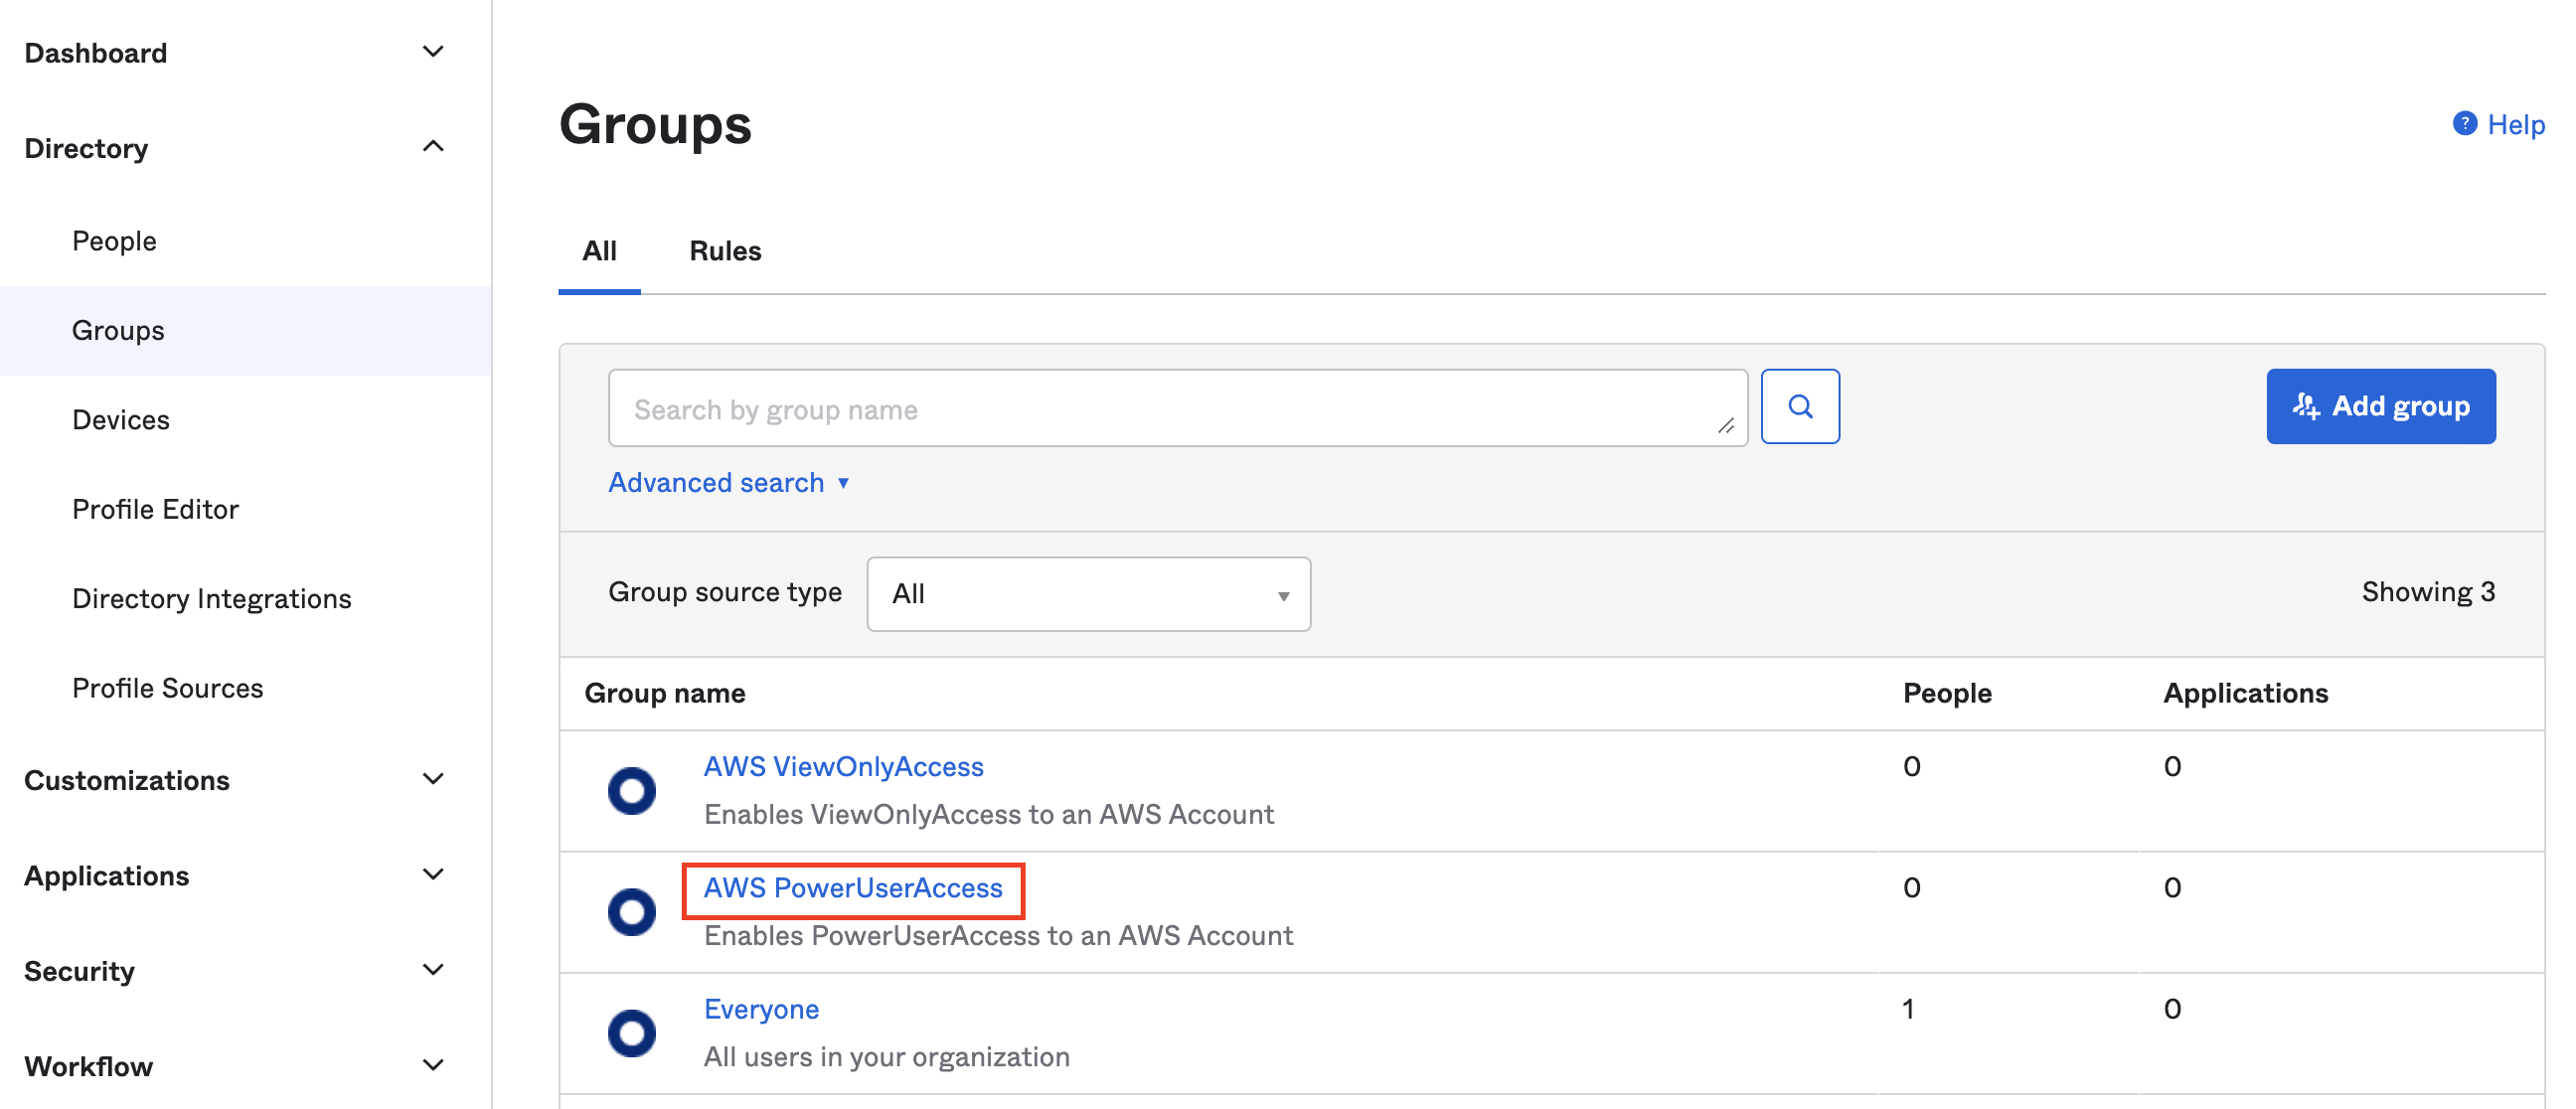 Dashboard
Directory
People
Groups
Devices
Profile Editor
Directory Integrations
Profile Sources
Customizations
Applications
Security
Workflow
Groups
? Help
All Rules
Search by group name
Add group
Advanced search
Group source type All Showing 3
Group name People Applications
AWS ViewOnlyAccess 0 0
Enables ViewOnlyAccess to an AWS Account
AWS PowerUserAccess 0 0
Enables PowerUserAccess to an AWS Account
Everyone 1 0
All users in your organization